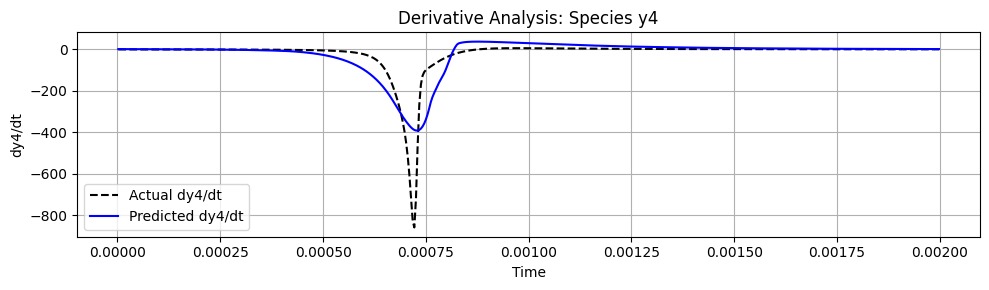 Derivative Analysis: Species y4
dy4/dt
0
−200
−400
−600
−800
Actual dy4/dt
Predicted dy4/dt
0.00000 0.00025 0.00050 0.00075 0.00100 0.00125 0.00150 0.00175 0.00200
Time